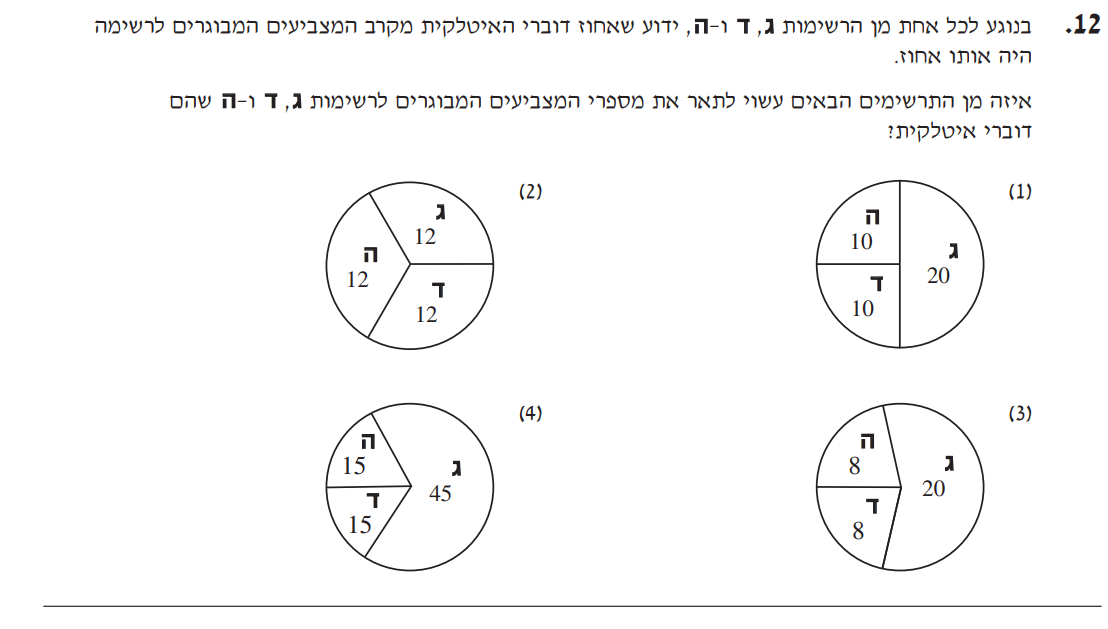 12. בנוגע לכל אחת מן הרשימות ג, ד ו-ה, ידוע שאחוז דוברי האיטלקית מקרב המצביעים המבוגרים לרשימה
היה אותו אחוז.
איזה מן התרשימים הבאים עשוי לתאר את מספרי המצביעים המבוגרים לרשימות ג, ד ו-ה שהם
דוברי איטלקית?
(1)
ג
20
ה
10
ד
10
(2)
ג
12
ה
12
ד
12
(3)
ג
20
ה
8
ד
8
(4)
ג
45
ה
15
ד
15